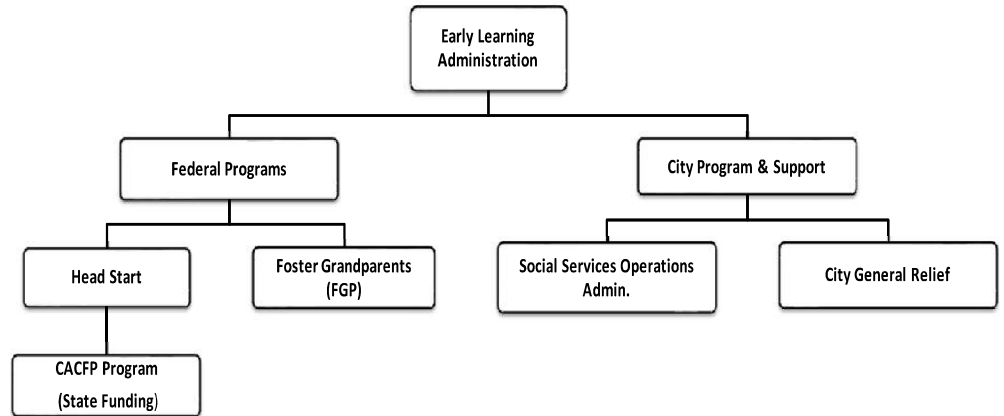 Early Learning
Administration
Federal Programs
City Program & Support
Head Start
Foster Grandparents
(FGP)
Social Services Operations
Admin.
City General Relief
CACFP Program
(State Funding)